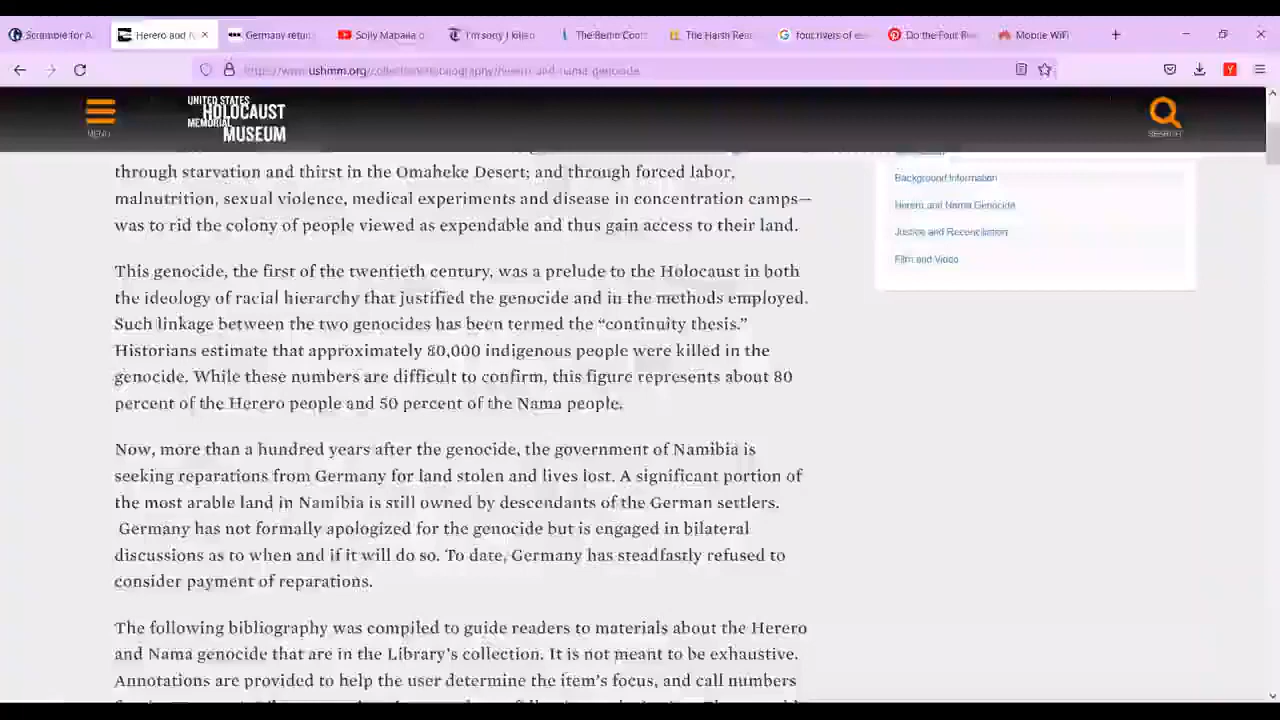 Scramble for A
Herero and N
Germany retur
Solly Mapaila o
I'm sorry I killed
The Berlin Conf
The Harsh Rea
four rivers of
Do the Four
Mobile WiFi
https://www.ushmm.org/collections/bibliography/herero-and-nama-genocide
MENU
UNITED STATES
HOLOCAUST
MEMORIAL
MUSEUM
SEARCH
through starvation and thirst in the Omaheke Desert; and through forced labor,
malnutrition, sexual violence, medical experiments and disease in concentration camps—
was to rid the colony of people viewed as expendable and thus gain access to their land.
This genocide, the first of the twentieth century, was a prelude to the Holocaust in both
the ideology of racial hierarchy that justified the genocide and in the methods employed.
Such linkage between the two genocides has been termed the “continuity thesis.”
Historians estimate that approximately 80,000 indigenous people were killed in the
genocide. While these numbers are difficult to confirm, this figure represents about 80
percent of the Herero people and 50 percent of the Nama people.
Now, more than a hundred years after the genocide, the government of Namibia is
seeking reparations from Germany for land stolen and lives lost. A significant portion of
the most arable land in Namibia is still owned by descendants of the German settlers.
Germany has not formally apologized for the genocide but is engaged in bilateral
discussions as to when and if it will do so. To date, Germany has steadfastly refused to
consider payment of reparations.
The following bibliography was compiled to guide readers to materials about the Herero
and Nama genocide that are in the Library’s collection. It is not meant to be exhaustive.
Annotations are provided to help the user determine the item’s focus, and call numbers
Background Information
Herero and Nama Genocide
Justice and Reconciliation
Film and Video